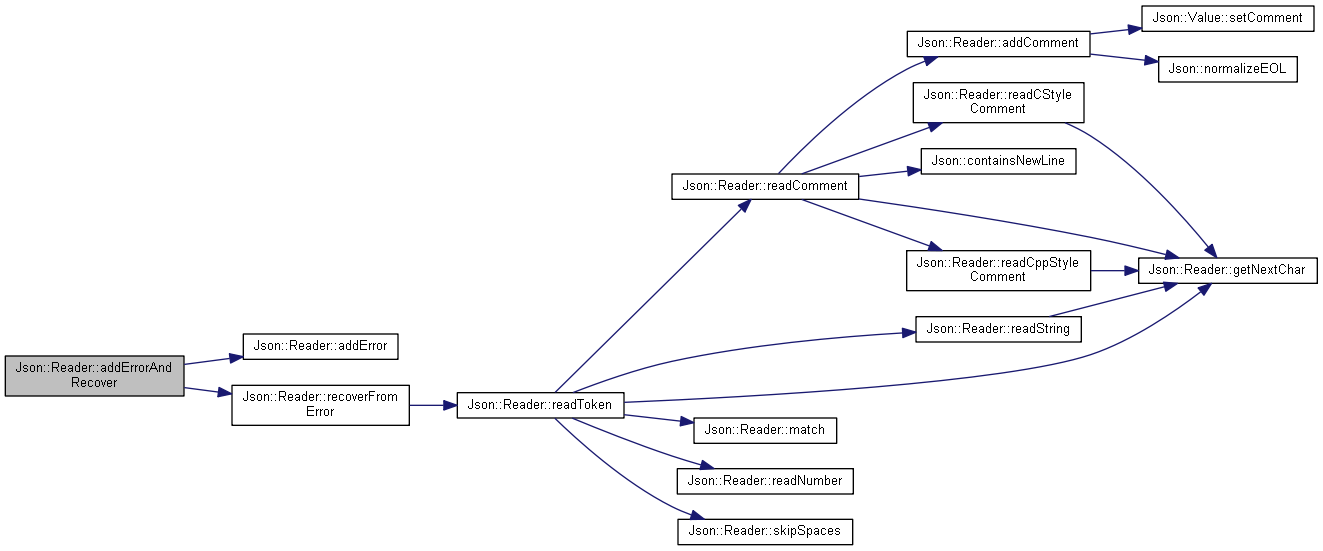 Json::Value::setComment
Json::Reader::addComment
Json::normalizeEOL
Json::Reader::readCStyle
Comment
Json::containsNewLine
Json::Reader::readComment
Json::Reader::readCppStyle
Comment
Json::Reader::getNextChar
Json::Reader::readString
Json::Reader::addError
Json::Reader::addErrorAnd
Recover
Json::Reader::recoverFrom
Error
Json::Reader::readToken
Json::Reader::match
Json::Reader::readNumber
Json::Reader::skipSpaces